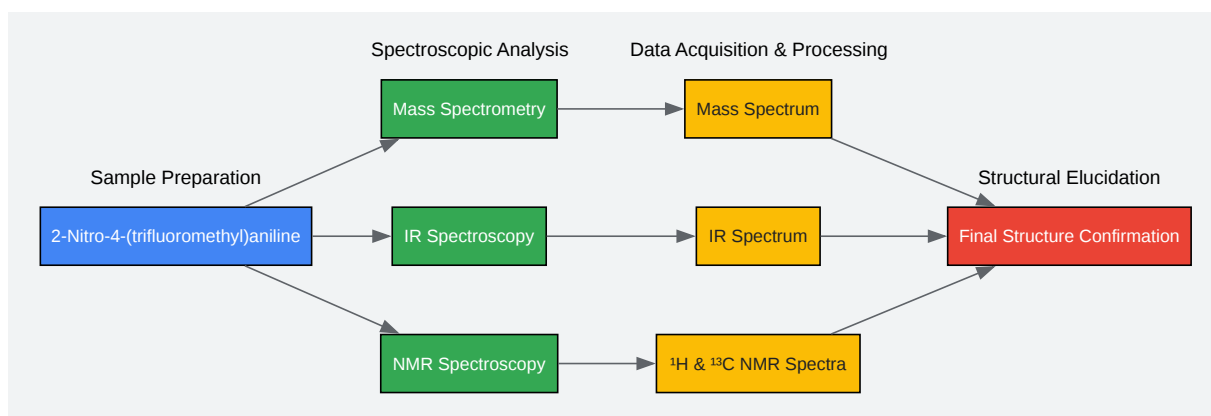 Spectroscopic Analysis
Data Acquisition & Processing
Mass Spectrometry
Mass Spectrum
Sample Preparation
Structural Elucidation
2-Nitro-4-(trifluoromethyl)aniline
IR Spectroscopy
IR Spectrum
Final Structure Confirmation
NMR Spectroscopy
¹H & ¹³C NMR Spectra